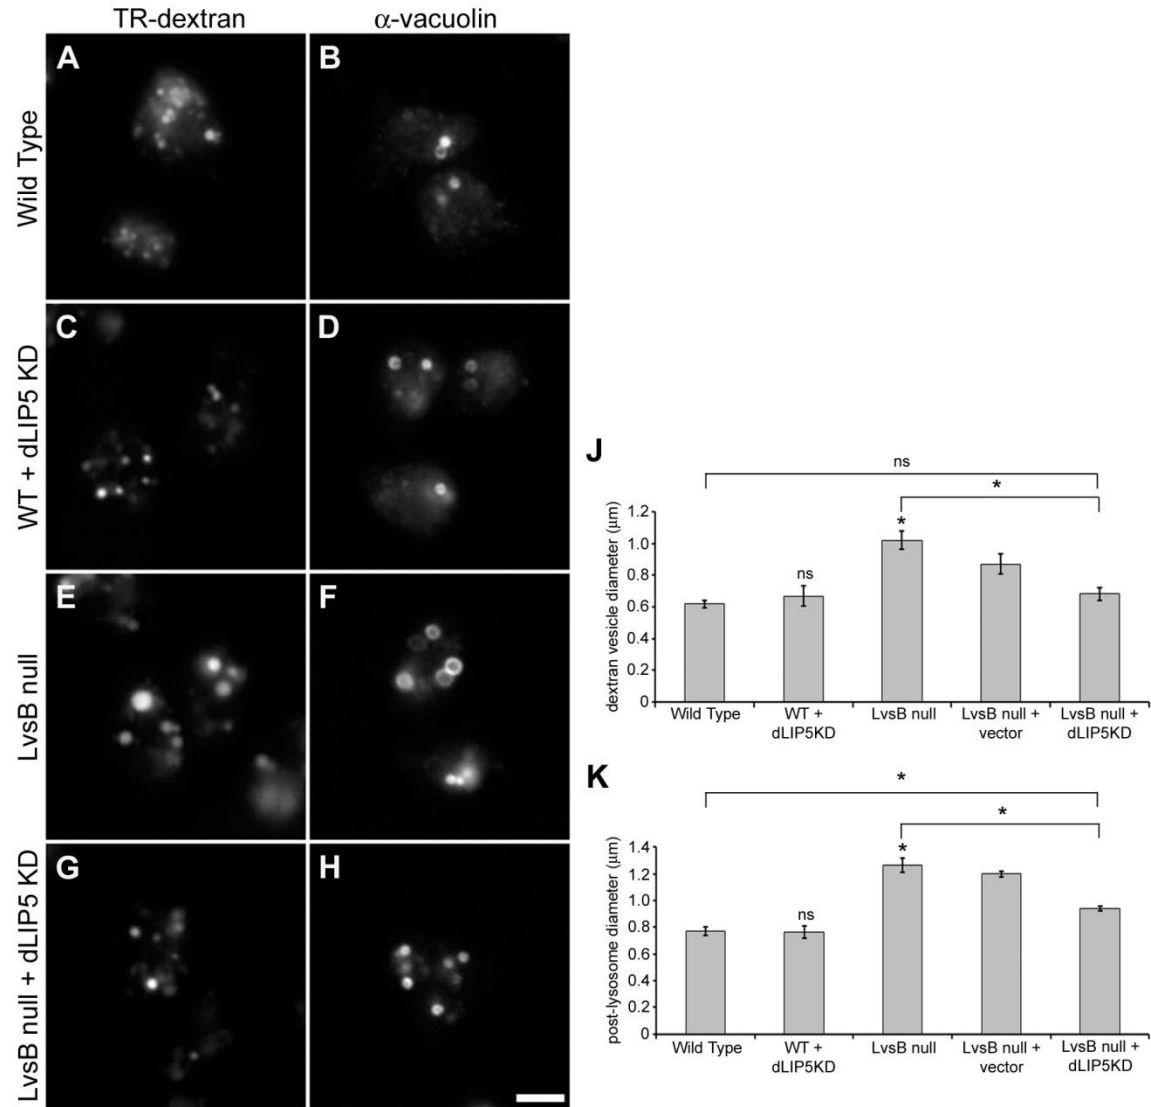 TR-dextran
α-vacuolin
Wild Type
A
B
WT + dLIP5 KD
C
D
LvsB null
E
F
LvsB null + dLIP5 KD
G
H
J
ns
*
dextran vesicle diameter (μm)
1.2
1.0
0.8
0.6
0.4
0.2
0
ns
*
Wild Type
WT +
dLIP5KD
LvsB null
LvsB null +
vector
LvsB null +
dLIP5KD
K
*
*
post-lysosome diameter (μm)
1.4
1.2
1.0
0.8
0.6
0.4
0.2
0
ns
*
Wild Type
WT +
dLIP5KD
LvsB null
LvsB null +
vector
LvsB null +
dLIP5KD